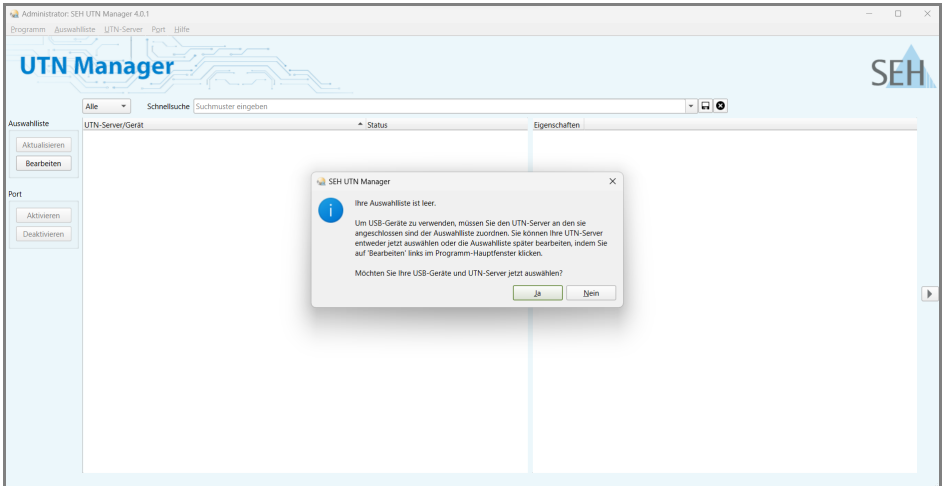 Administrator: SEH UTN Manager 4.0.1
Programm Auswahlliste UTN-Server Port Hilfe
UTN Manager
SEH
Alle Schnellsuche Suchmuster eingeben
Auswahlliste
UTN-Server/Gerät Status Eigenschaften
Aktualisieren
Bearbeiten
Port
Aktivieren
Deaktivieren
SEH UTN Manager
Ihre Auswahlliste ist leer.
Um USB-Geräte zu verwenden, müssen Sie den UTN-Server an den sie
angeschlossen sind der Auswahlliste zuordnen. Sie können Ihre UTN-Server
entweder jetzt auswählen oder die Auswahlliste später bearbeiten, indem Sie
auf 'Bearbeiten' links im Programm-Hauptfenster klicken.
Möchten Sie Ihre USB-Geräte und UTN-Server jetzt auswählen?
Ja Nein